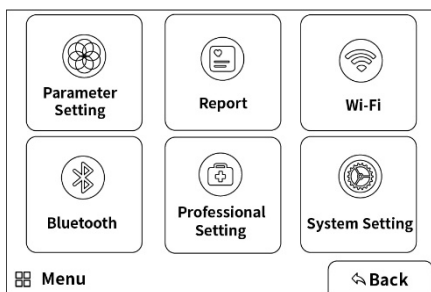 Parameter
Setting
Report
Wi-Fi
Bluetooth
Professional
Setting
System Setting
Menu
Back